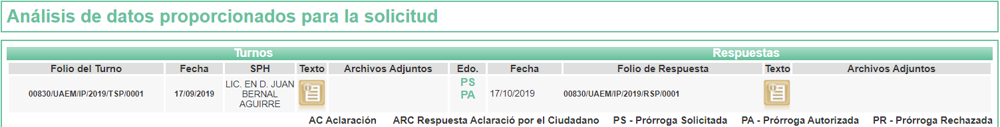 Análisis de datos proporcionados para la solicitud
Turnos Respuestas
Folio del Turno Fecha SPH Texto Archivos Adjuntos Edo. Fecha Folio de Respuesta Texto Archivos Adjuntos
00830/UAEM/IP/2019/TSP/0001 17/09/2019 LIC. EN D. JUAN BERNAL AGUIRRE PS PA 17/10/2019 00830/UAEM/IP/2019/RSP/0001
AC Aclaración ARC Respuesta Aclaració por el Ciudadano PS - Prórroga Solicitada PA - Prórroga Autorizada PR - Prórroga Rechazada